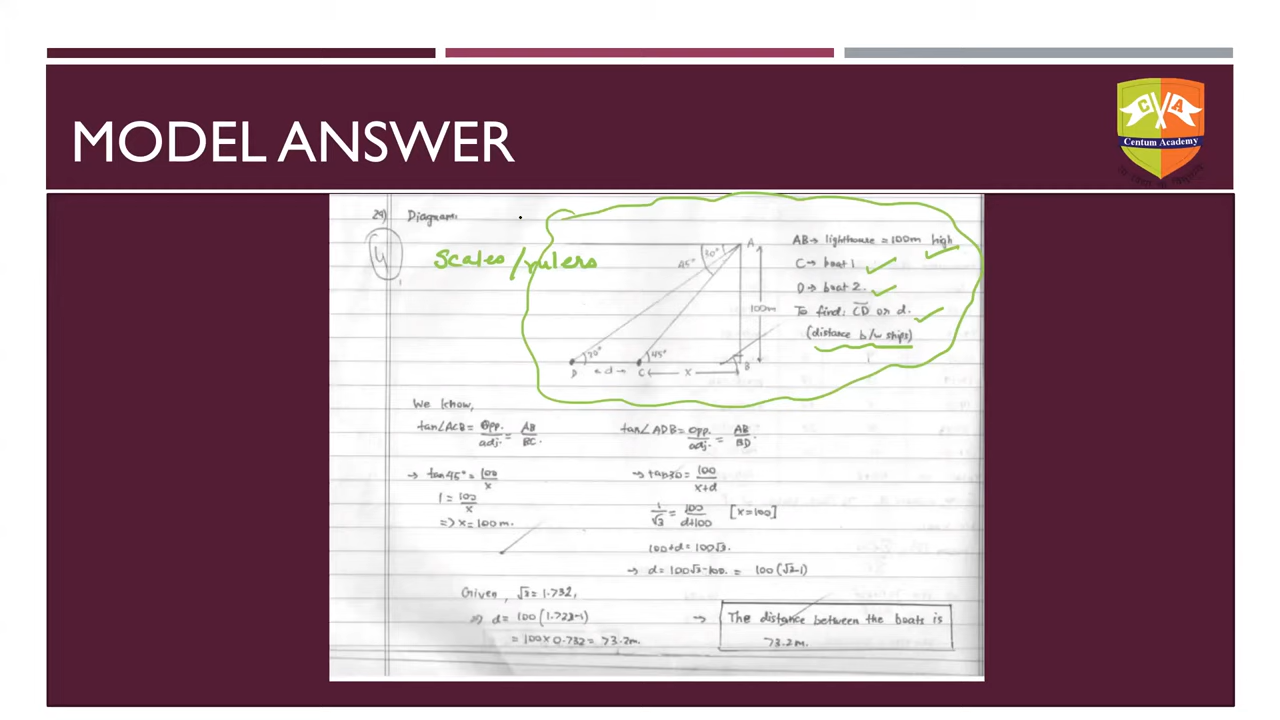 MODEL ANSWER
C A
Centum Academy
29) Diagram:
4
Scales/rulers
A
30°
45°
100m
30°
45°
D ← d → C ← x → B
AB → lighthouse = 100m high
C → boat 1
D → boat 2.
To find: CD or d.
(distance b/w ships)
We know,
tan∠ACB = opp./adj. = AB/BC.
→ tan45° = 100/x
1 = 100/x
=> x = 100m.
tan∠ADB = opp./adj. = AB/BD.
→ tan30 = 100/x+d
1/√3 = 100/d+100 [x=100]
100+d = 100√3.
→ d = 100√3-100. = 100(√3-1)
Given, √3 = 1.732,
=> d = 100(1.723-1)
= 100 x 0.732 = 73.2m.
→ The distance between the boats is
73.2m.